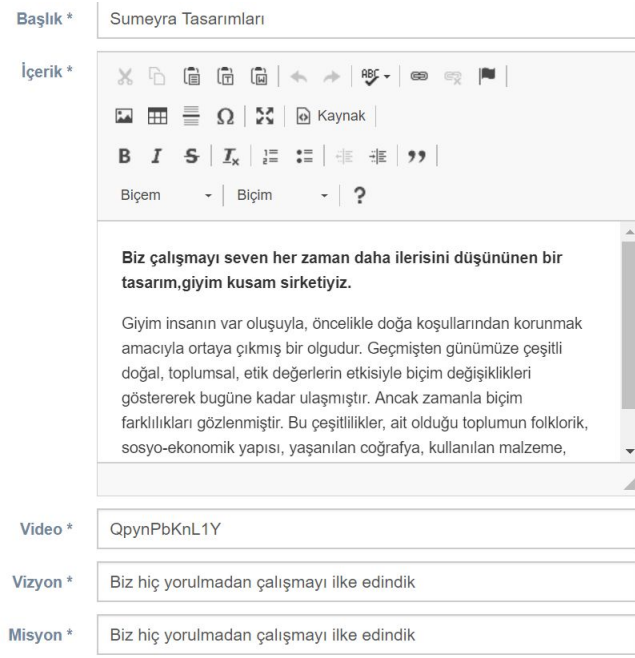 Başlık *
Sumeyra Tasarımları
İçerik *
ABC
Kaynak
B I S Ix
Biçem
Biçim
?
Biz çalışmayı seven her zaman daha ilerisini düşününen bir
tasarım,giyim kusam sirketiyiz.
Giyim insanın var oluşuyla, öncelikle doğa koşullarından korunmak
amacıyla ortaya çıkmış bir olgudur. Geçmişten günümüze çeşitli
doğal, toplumsal, etik değerlerin etkisiyle biçim değişiklikleri
göstererek bugüne kadar ulaşmıştır. Ancak zamanla biçim
farklılıkları gözlenmiştir. Bu çeşitlilikler, ait olduğu toplumun folklorik,
sosyo-ekonomik yapısı, yaşanılan coğrafya, kullanılan malzeme,
Video *
QpynPbKnL1Y
Vizyon *
Biz hiç yorulmadan çalışmayı ilke edindik
Misyon *
Biz hiç yorulmadan çalışmayı ilke edindik